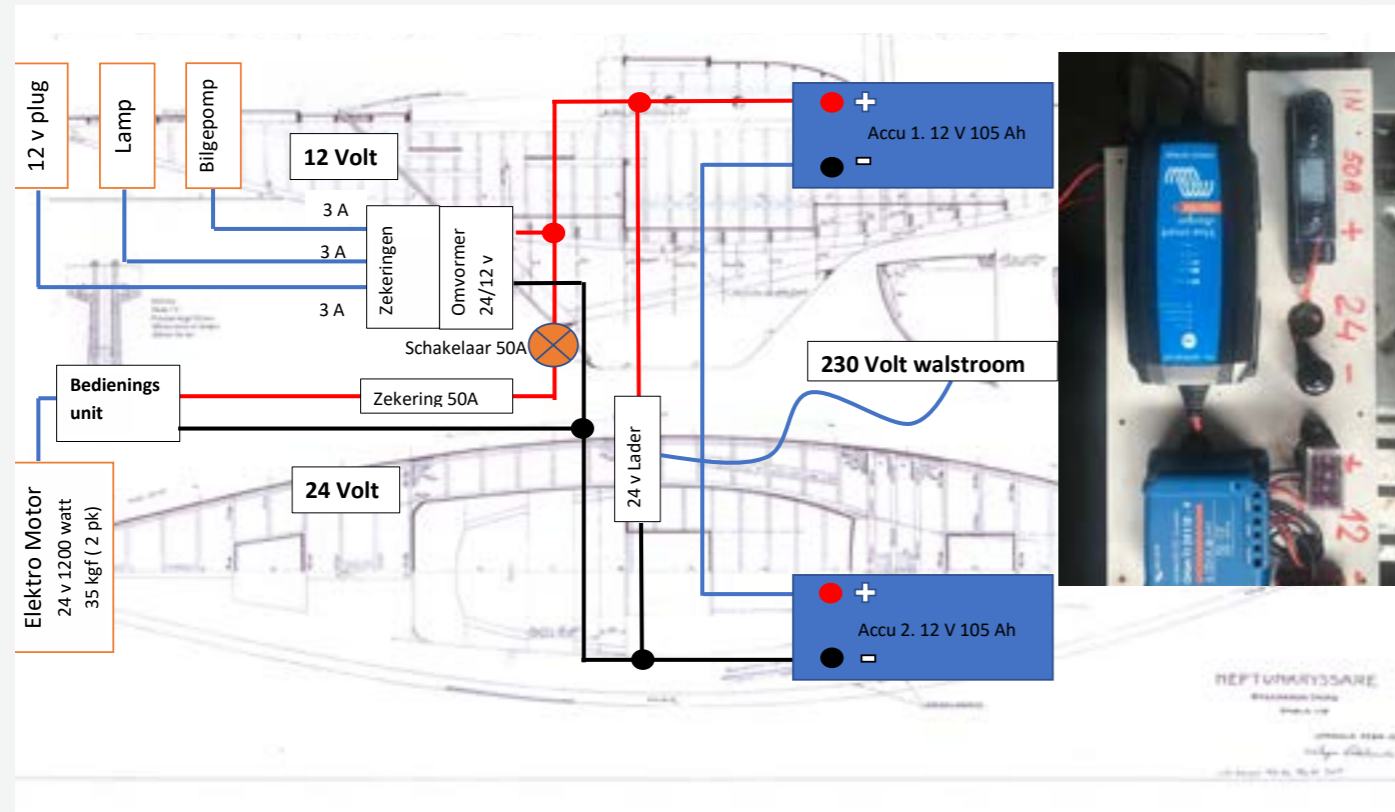 12 v plug
Lamp
Bilgepomp
12 Volt
3 A
3 A
3 A
Zekeringen
Omvormer
24/12 v
Schakelaar 50A
Bedienings
unit
Zekering 50A
24 Volt
Elektro Motor
24 v 1200 watt
35 kgf ( 2 pk)
24 v Lader
230 Volt walstroom
+
Accu 1. 12 V 105 Ah
-
+
Accu 2. 12 V 105 Ah
-
IN · 50A + 24 - + 12 -
NEPTUNKRYSSARE